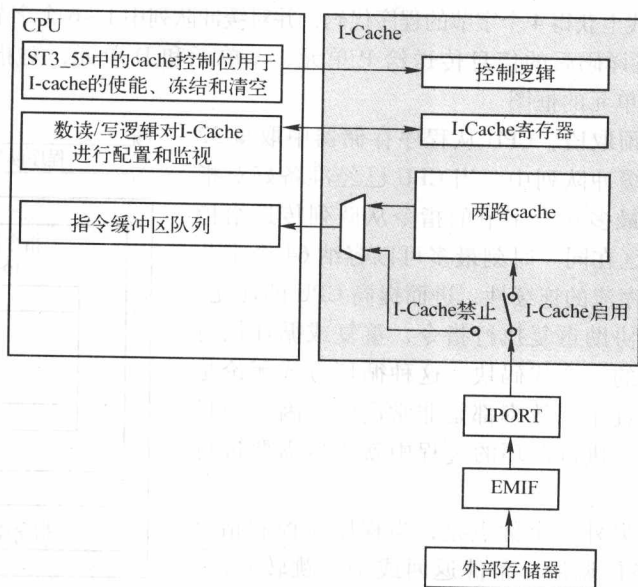 CPU
ST3_55中的cache控制位用于
I-cache的使能、冻结和清空
数读/写逻辑对I-Cache
进行配置和监视
指令缓冲区队列
I-Cache
控制逻辑
I-Cache寄存器
两路cache
I-Cache禁止
I-Cache启用
IPORT
EMIF
外部存储器